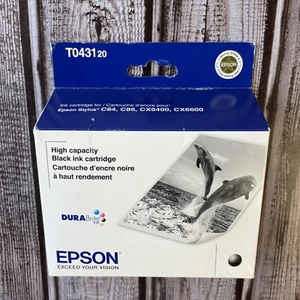 T043120
EPSON
Ink cartridge for / Cartouche d'encre pour :
Epson Stylus C84, C86, CX6400, CX6600
High capacity
Black ink cartridge
Cartouche d'encre noire
à haut rendement
DURABrite
EPSON
EXCEED YOUR VISION